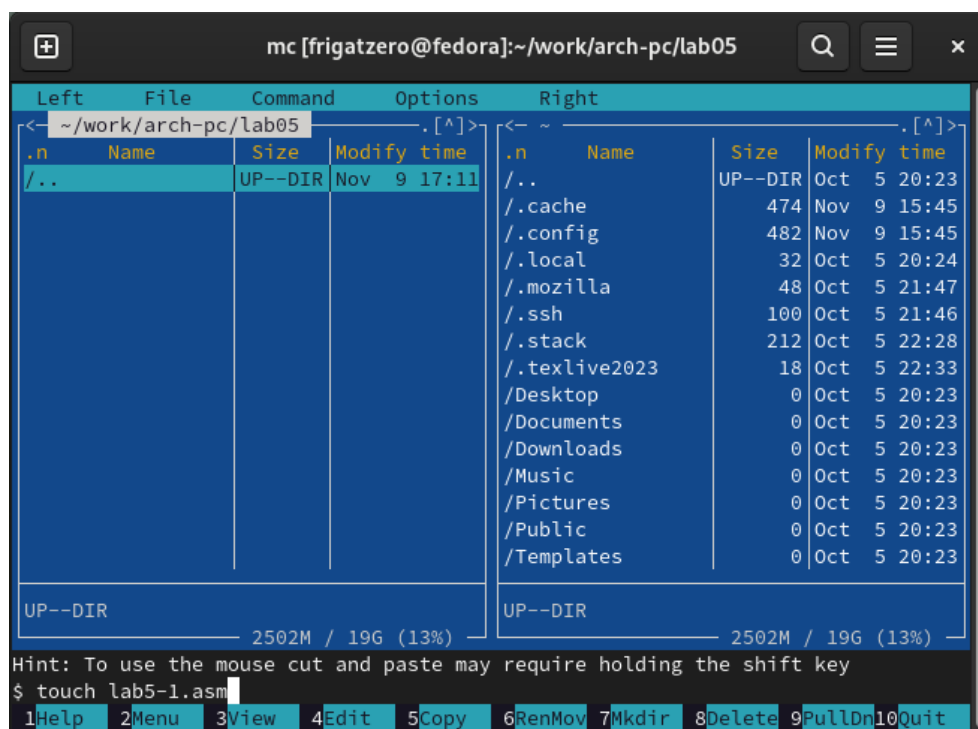 mc [frigatzero@fedora]:~/work/arch-pc/lab05
Left File Command Options Right
<- ~/work/arch-pc/lab05 .[^]> <- ~ .[^]>
.n Name Size Modify time .n Name Size Modify time
/.. UP--DIR Nov 9 17:11 /.. UP--DIR Oct 5 20:23
/.cache 474 Nov 9 15:45
/.config 482 Nov 9 15:45
/.local 32 Oct 5 20:24
/.mozilla 48 Oct 5 21:47
/.ssh 100 Oct 5 21:46
/.stack 212 Oct 5 22:28
/.texlive2023 18 Oct 5 22:33
/Desktop 0 Oct 5 20:23
/Documents 0 Oct 5 20:23
/Downloads 0 Oct 5 20:23
/Music 0 Oct 5 20:23
/Pictures 0 Oct 5 20:23
/Public 0 Oct 5 20:23
/Templates 0 Oct 5 20:23
UP--DIR UP--DIR
2502M / 19G (13%) 2502M / 19G (13%)
Hint: To use the mouse cut and paste may require holding the shift key
$ touch lab5-1.asm
1Help 2Menu 3View 4Edit 5Copy 6RenMov 7Mkdir 8Delete 9PullDn 10Quit